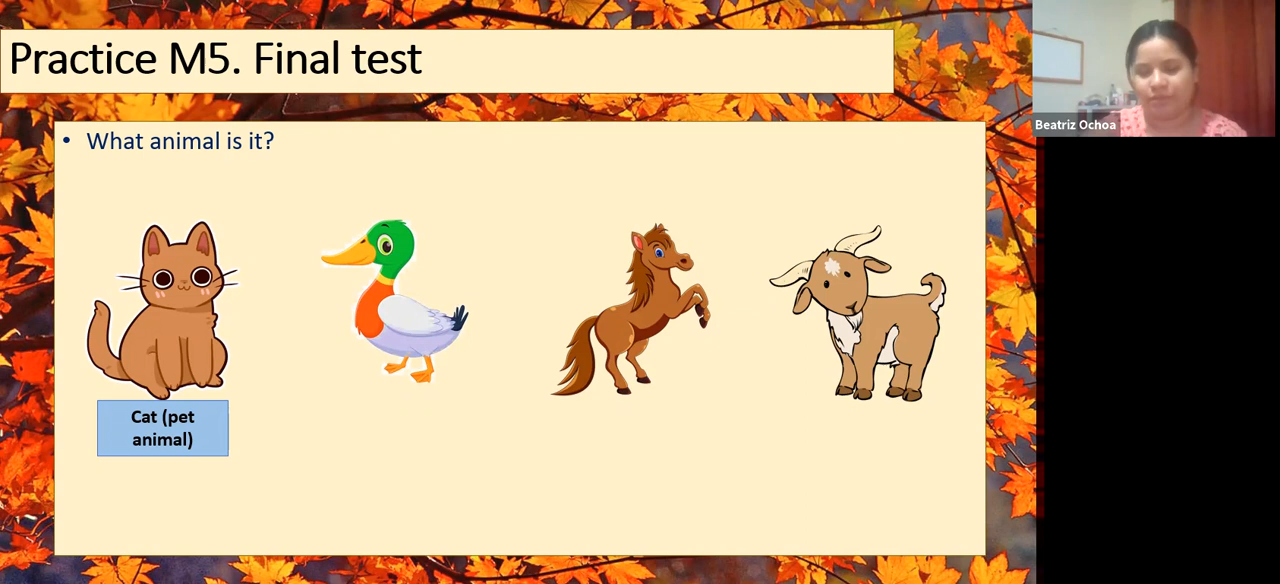 Practice M5. Final test
• What animal is it?
Cat (pet
animal)
Beatriz Ochoa